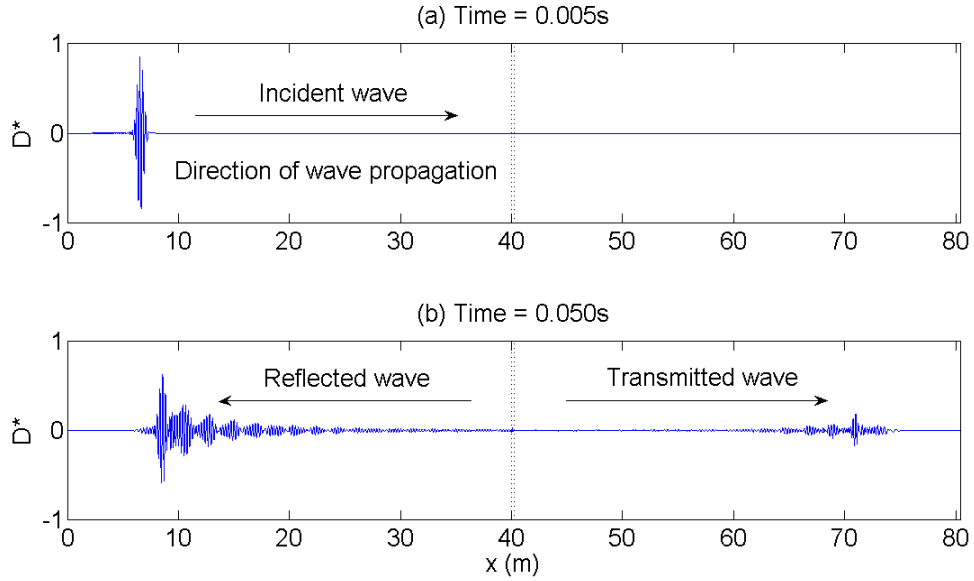 (a) Time = 0.005s
1
0
-1
D*
Incident wave
Direction of wave propagation
0 10 20 30 40 50 60 70 80
(b) Time = 0.050s
1
0
-1
D*
Reflected wave
Transmitted wave
0 10 20 30 40 50 60 70 80
x (m)